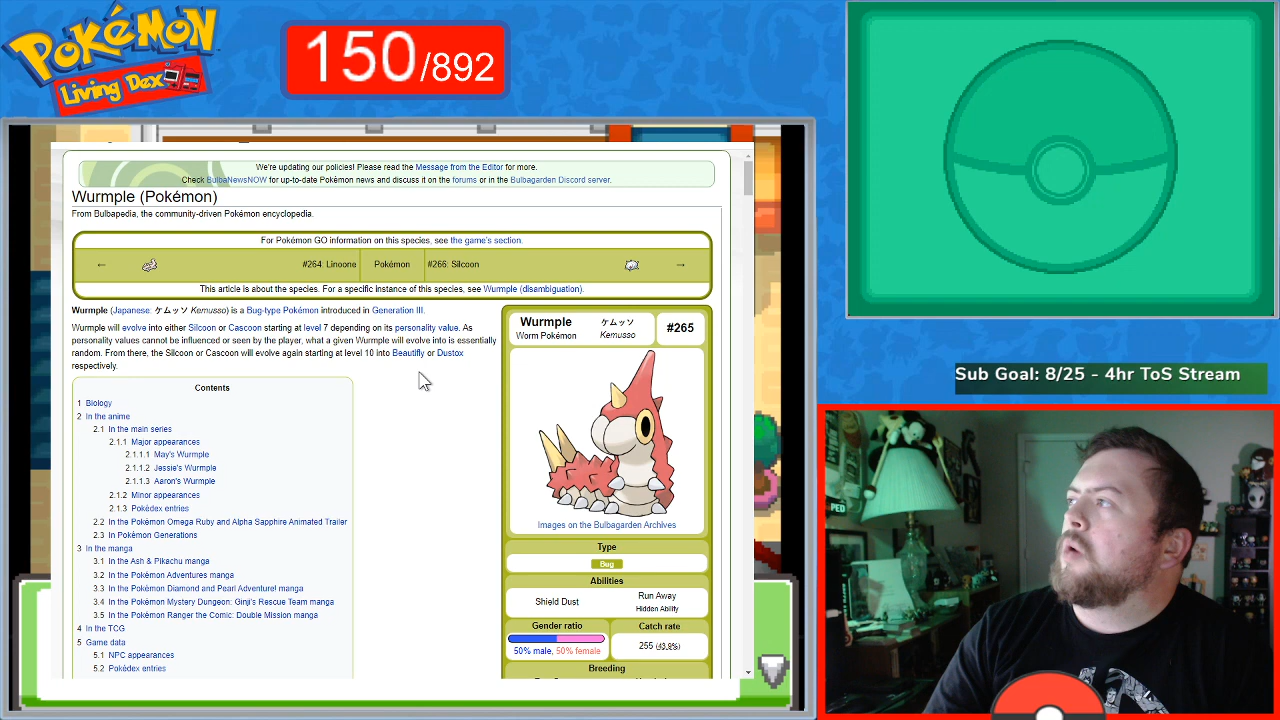 POKéMON
Living Dex
150/892
We're updating our policies! Please read the Message from the Editor for more.
Check BulbaNewsNOW for up-to-date Pokémon news and discuss it on the forums or in the Bulbagarden Discord server.
Wurmple (Pokémon)
From Bulbapedia, the community-driven Pokémon encyclopedia.
For Pokémon GO information on this species, see the game's section.
← #264: Linoone Pokémon #266: Silcoon →
This article is about the species. For a specific instance of this species, see Wurmple (disambiguation).
Wurmple (Japanese: ケムッソ Kemusso) is a Bug-type Pokémon introduced in Generation III.
Wurmple will evolve into either Silcoon or Cascoon starting at level 7 depending on its personality value. As
personality values cannot be influenced or seen by the player, what a given Wurmple will evolve into is essentially
random. From there, the Silcoon or Cascoon will evolve again starting at level 10 into Beautifly or Dustox
respectively.
Contents
1 Biology
2 In the anime
2.1 In the main series
2.1.1 Major appearances
2.1.1.1 May's Wurmple
2.1.1.2 Jessie's Wurmple
2.1.1.3 Aaron's Wurmple
2.1.2 Minor appearances
2.1.3 Pokédex entries
2.2 In the Pokémon Omega Ruby and Alpha Sapphire Animated Trailer
2.3 In Pokémon Generations
3 In the manga
3.1 In the Ash & Pikachu manga
3.2 In the Pokémon Adventures manga
3.3 In the Pokémon Diamond and Pearl Adventure! manga
3.4 In the Pokémon Mystery Dungeon: Ginji's Rescue Team manga
3.5 In the Pokémon Ranger the Comic: Double Mission manga
4 In the TCG
5 Game data
5.1 NPC appearances
5.2 Pokédex entries
Wurmple ケムッソ #265
Worm Pokémon Kemusso
Images on the Bulbagarden Archives
Type
Bug
Abilities
Shield Dust
Run Away
Hidden Ability
Gender ratio
50% male, 50% female
Catch rate
255 (43.9%)
Breeding
Sub Goal: 8/25 - 4hr ToS Stream